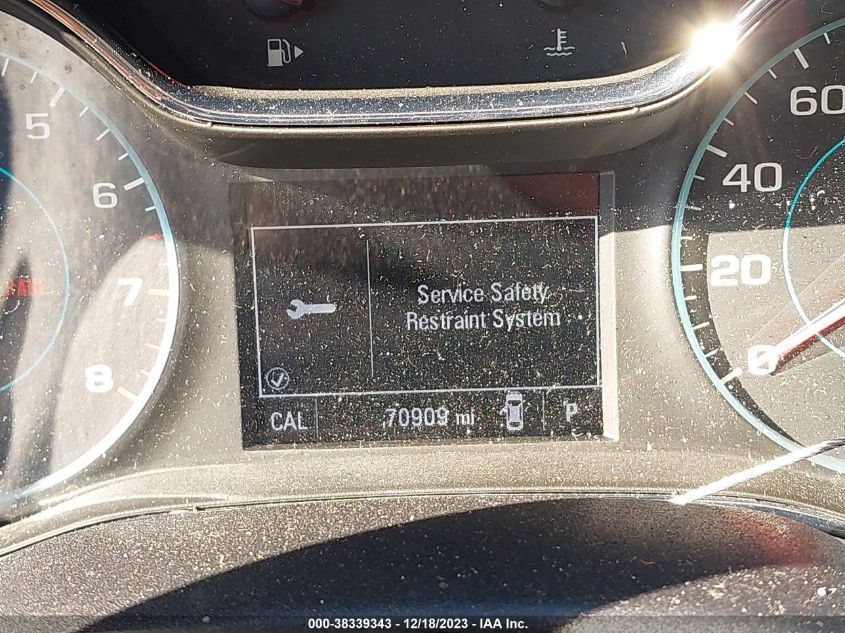 5
6
7
8
60
40
20
0
Service Safety
Restraint System
CAL 70909 mi P
000-38339343 - 12/18/2023 - © IAA Inc.